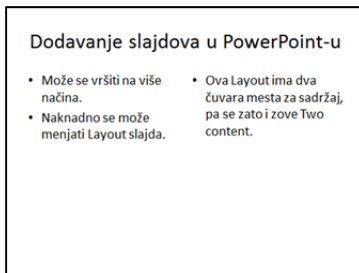 Dodavanje slajdova u PowerPoint-u
• Može se vršiti na više
načina.
• Naknadno se može
menjati Layout slajda.
• Ova Layout ima dva
čuvara mesta za sadržaj,
pa se zato i zove Two
content.